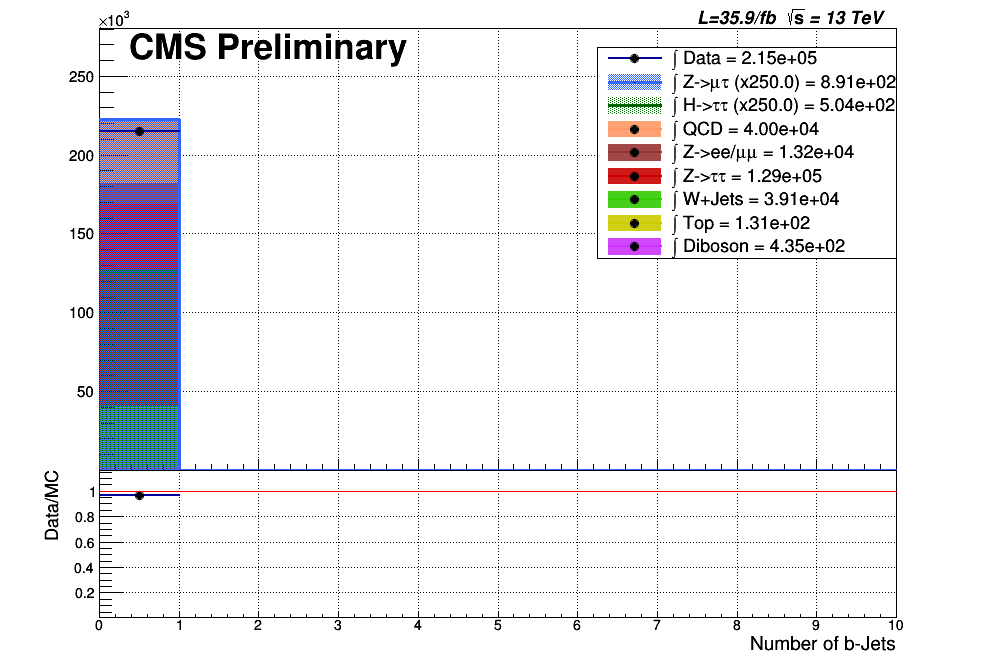 ×10³
L=35.9/fb √s = 13 TeV
CMS Preliminary
∫ Data = 2.15e+05
∫ Z->μτ (x250.0) = 8.91e+02
∫ H->ττ (x250.0) = 5.04e+02
∫ QCD = 4.00e+04
∫ Z->ee/μμ = 1.32e+04
∫ Z->ττ = 1.29e+05
∫ W+Jets = 3.91e+04
∫ Top = 1.31e+02
∫ Diboson = 4.35e+02
250
200
150
100
50
Data/MC
1
0.8
0.6
0.4
0.2
0 1 2 3 4 5 6 7 8 9 10
Number of b-Jets